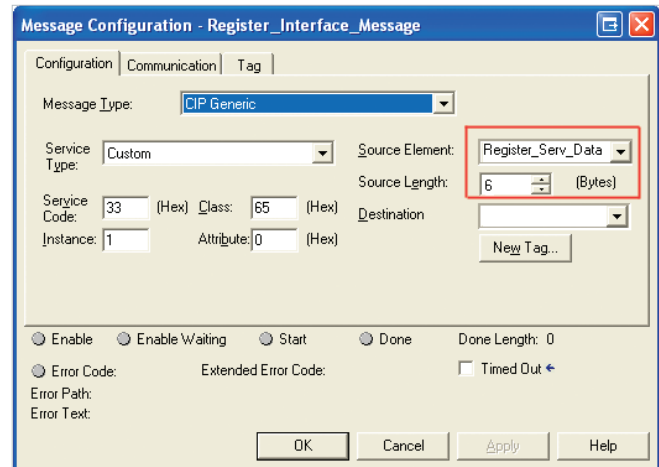 Message Configuration - Register_Interface_Message
Configuration Communication Tag
Message Type: CIP Generic
Service Type: Custom
Source Element: Register_Serv_Data
Source Length: 6 (Bytes)
Service Code: 33 (Hex) Class: 65 (Hex)
Destination
Instance: 1 Attribute: 0 (Hex)
New Tag...
Enable Enable Waiting Start Done Done Length: 0
Error Code: Extended Error Code: Timed Out
Error Path:
Error Text:
OK Cancel Apply Help